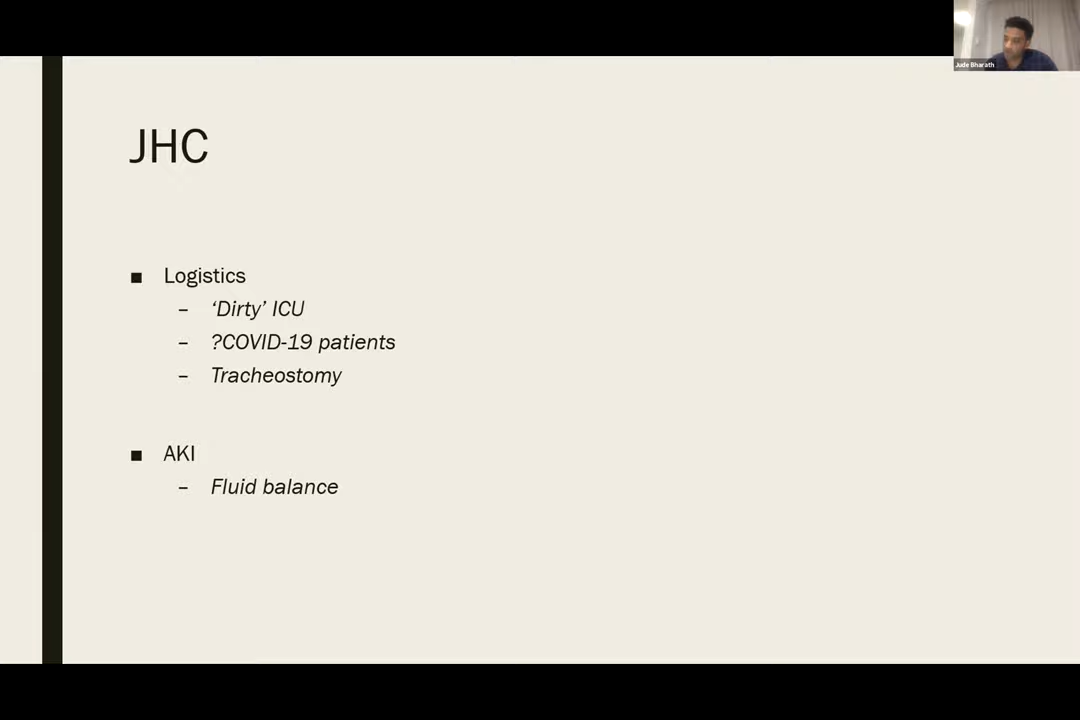 Jude Bharath
JHC
■ Logistics
– ‘Dirty’ ICU
– ?COVID-19 patients
– Tracheostomy
■ AKI
– Fluid balance